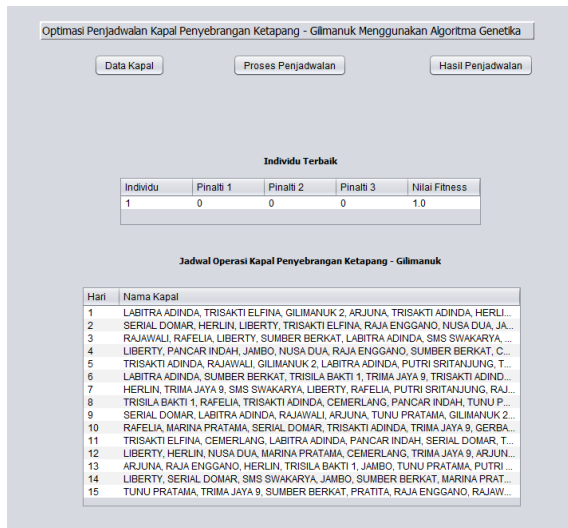 Optimasi Penjadwalan Kapal Penyebrangan Ketapang - Gilimanuk Menggunakan Algoritma Genetika
Data Kapal Proses Penjadwalan Hasil Penjadwalan
Individu Terbaik
Individu Pinalti 1 Pinalti 2 Pinalti 3 Nilai Fitness
1 0 0 0 1.0
Jadwal Operasi Kapal Penyebrangan Ketapang - Gilimanuk
Hari Nama Kapal
1 LABITRA ADINDA, TRISAKTI ELFINA, GILIMANUK 2, ARJUNA, TRISAKTI ADINDA, HERLI...
2 SERIAL DOMAR, HERLIN, LIBERTY, TRISAKTI ELFINA, RAJA ENGGANO, NUSA DUA, JA...
3 RAJAWALI, RAFELIA, LIBERTY, SUMBER BERKAT, LABITRA ADINDA, SMS SWAKARYA, ...
4 LIBERTY, PANCAR INDAH, JAMBO, NUSA DUA, RAJA ENGGANO, SUMBER BERKAT, C...
5 TRISAKTI ADINDA, RAJAWALI, GILIMANUK 2, LABITRA ADINDA, PUTRI SRITANJUNG, T...
6 LABITRA ADINDA, SUMBER BERKAT, TRISILA BAKTI 1, TRIMA JAYA 9, TRISAKTI ADIND...
7 HERLIN, TRIMA JAYA 9, SMS SWAKARYA, LIBERTY, RAFELIA, PUTRI SRITANJUNG, RAJ...
8 TRISILA BAKTI 1, RAFELIA, TRISAKTI ADINDA, CEMERLANG, PANCAR INDAH, TUNU P...
9 SERIAL DOMAR, LABITRA ADINDA, RAJAWALI, ARJUNA, TUNU PRATAMA, GILIMANUK 2...
10 RAFELIA, MARINA PRATAMA, SERIAL DOMAR, TRISAKTI ADINDA, TRIMA JAYA 9, GERBA...
11 TRISAKTI ELFINA, CEMERLANG, LABITRA ADINDA, PANCAR INDAH, SERIAL DOMAR, T...
12 LIBERTY, HERLIN, NUSA DUA, MARINA PRATAMA, CEMERLANG, TRIMA JAYA 9, ARJUN...
13 ARJUNA, RAJA ENGGANO, HERLIN, TRISILA BAKTI 1, JAMBO, TUNU PRATAMA, PUTRI ...
14 LIBERTY, SERIAL DOMAR, SMS SWAKARYA, JAMBO, SUMBER BERKAT, MARINA PRAT...
15 TUNU PRATAMA, TRIMA JAYA 9, SUMBER BERKAT, PRATITA, RAJA ENGGANO, RAJAW...